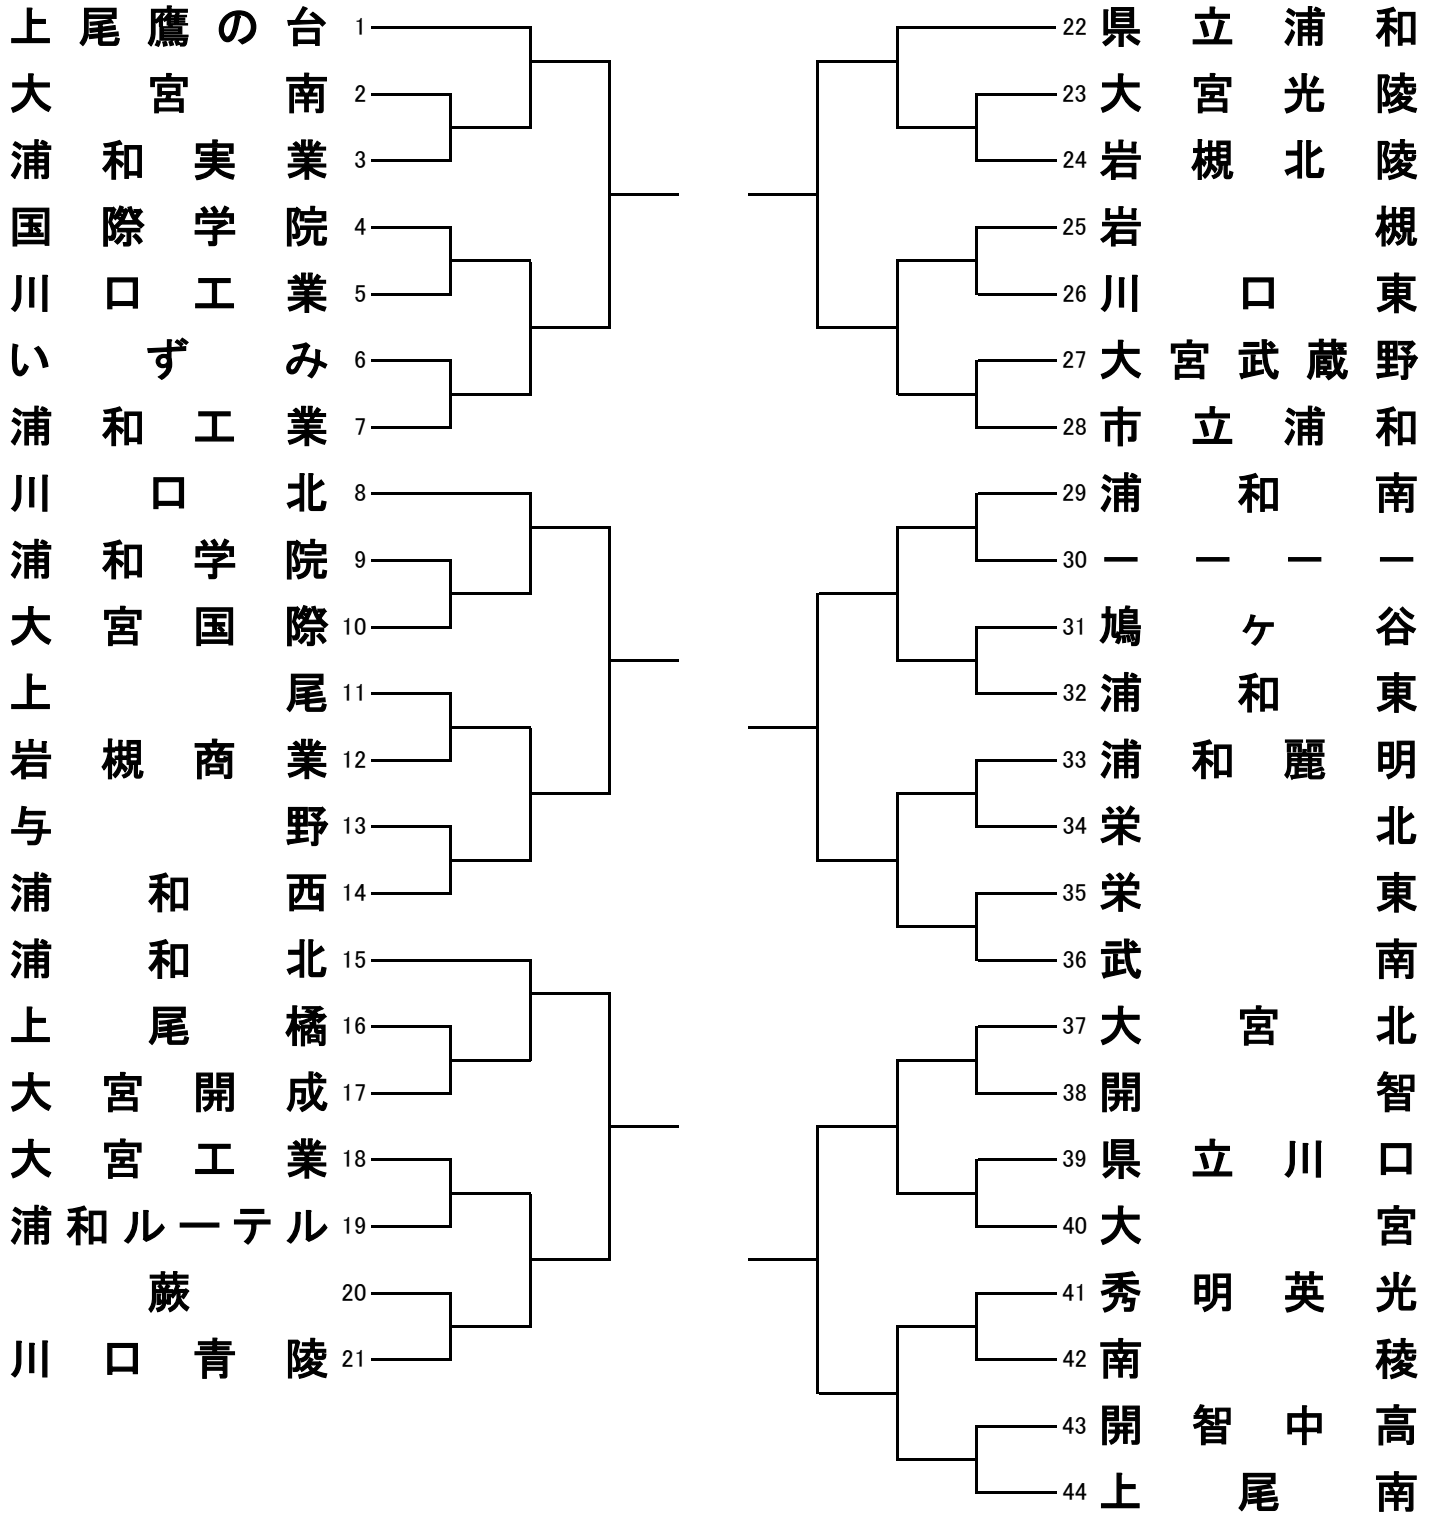 上尾鷹の台 1
大宮南 2
浦和実業 3
国際学院 4
川口工業 5
いずみ 6
浦和工業 7
川口北 8
浦和学院 9
大宮国際 10
上尾 11
岩槻商業 12
与野 13
浦和西 14
浦和北 15
上尾橘 16
大宮開成 17
大宮工業 18
浦和ルーテル 19
蕨 20
川口青陵 21
22 県立浦和
23 大宮光陵
24 岩槻北陵
25 岩槻
26 川口東
27 大宮武蔵野
28 市立浦和
29 浦和南
30 ーーーー
31 鳩ヶ谷
32 浦和東
33 浦和麗明
34 栄北
35 栄東
36 武南
37 大宮北
38 開智
39 県立川口
40 大宮
41 秀明英光
42 南稜
43 開智中高
44 上尾南